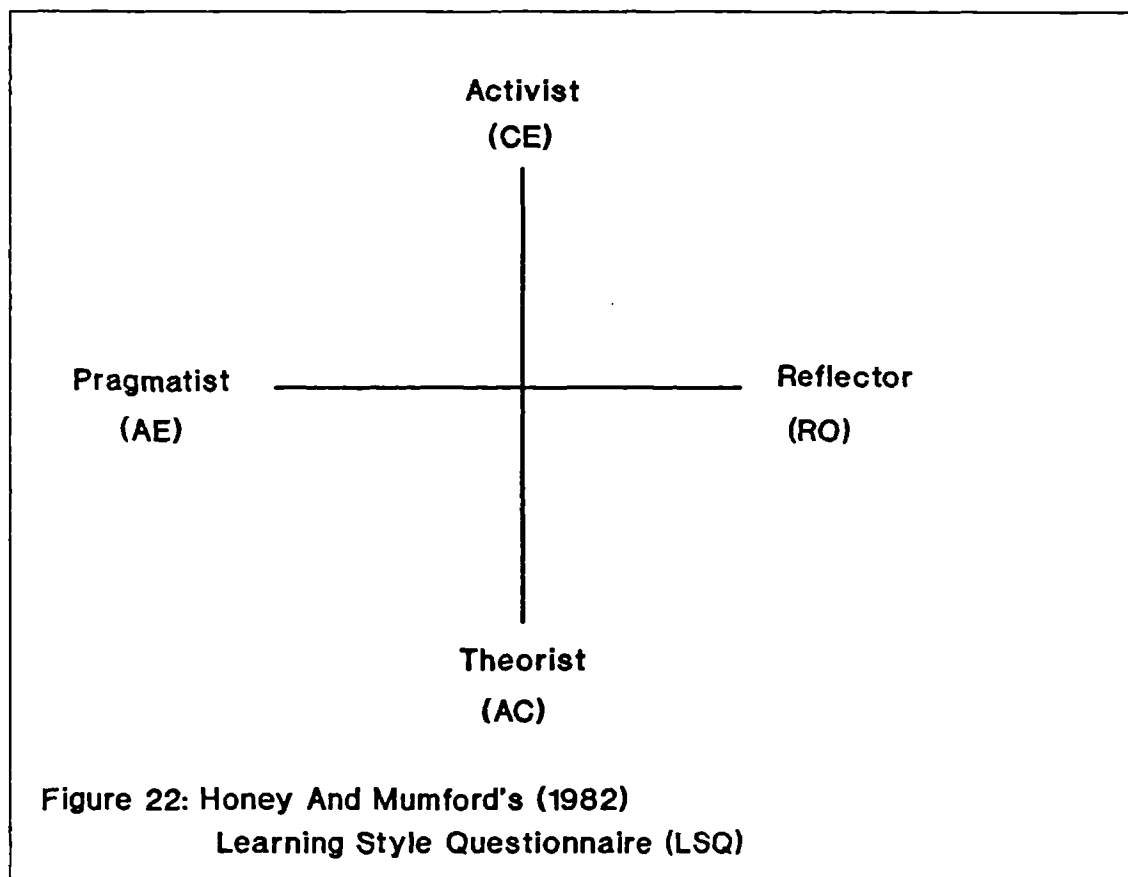 Activist
(CE)
Pragmatist
Reflector
(AE)
(RO)
Theorist
(AC)
Figure 22: Honey And Mumford's (1982)
Learning Style Questionnaire (LSQ)